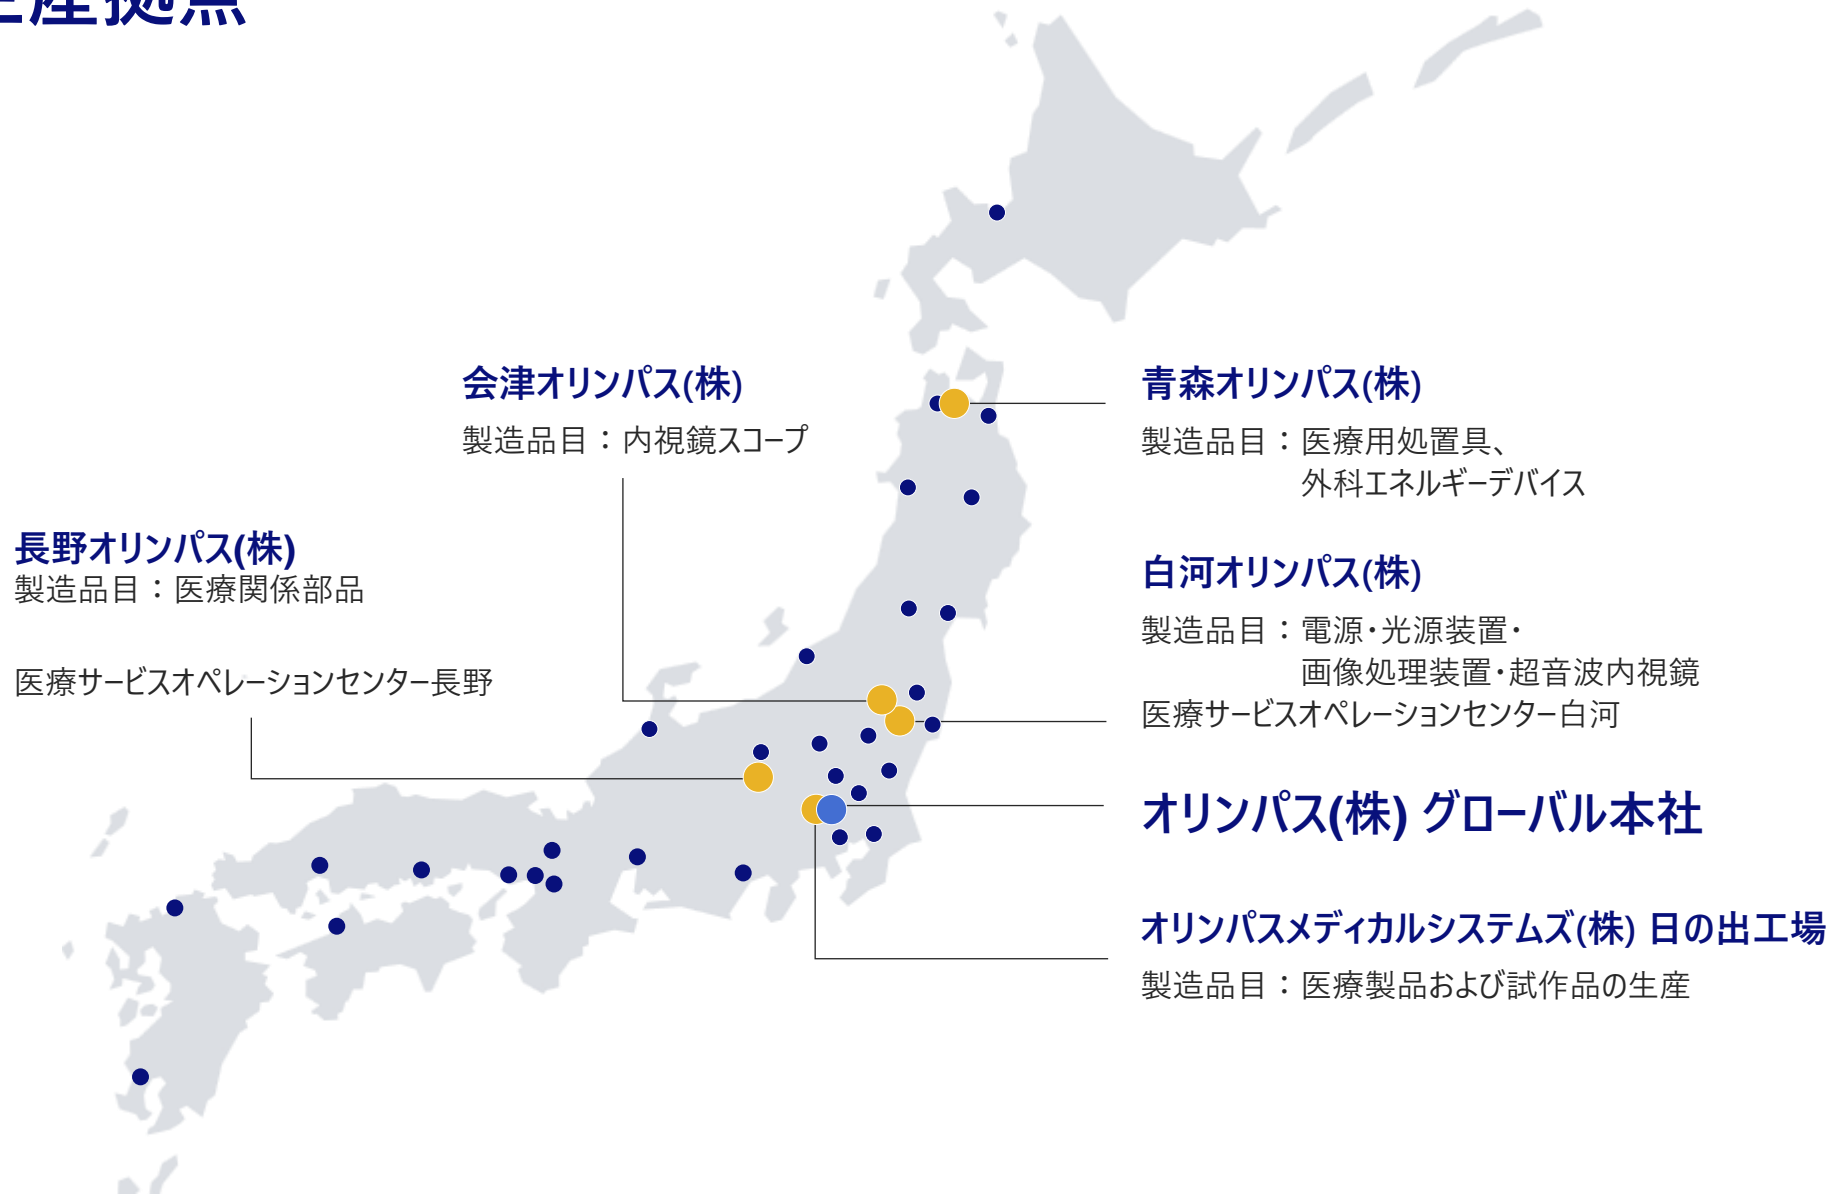 生産拠点
会津オリンパス(株)
製造品目：内視鏡スコープ
長野オリンパス(株)
製造品目：医療関係部品
医療サービスオペレーションセンター長野
青森オリンパス(株)
製造品目：医療用処置具、
外科エネルギーデバイス
白河オリンパス(株)
製造品目：電源・光源装置・
画像処理装置・超音波内視鏡
医療サービスオペレーションセンター白河
オリンパス(株) グローバル本社
オリンパスメディカルシステムズ(株) 日の出工場
製造品目：医療製品および試作品の生産